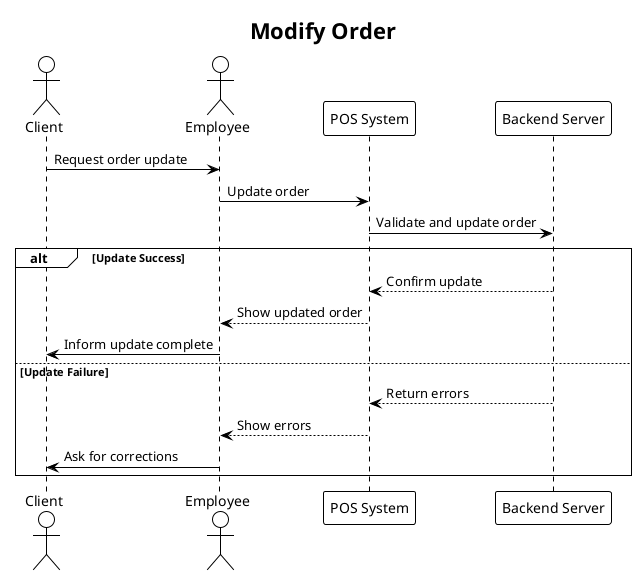 Modify Order
Client
Employee
POS System
Backend Server
Request order update
Update order
Validate and update order
alt
[Update Success]
Confirm update
Show updated order
Inform update complete
[Update Failure]
Return errors
Show errors
Ask for corrections
Client
Employee
POS System
Backend Server